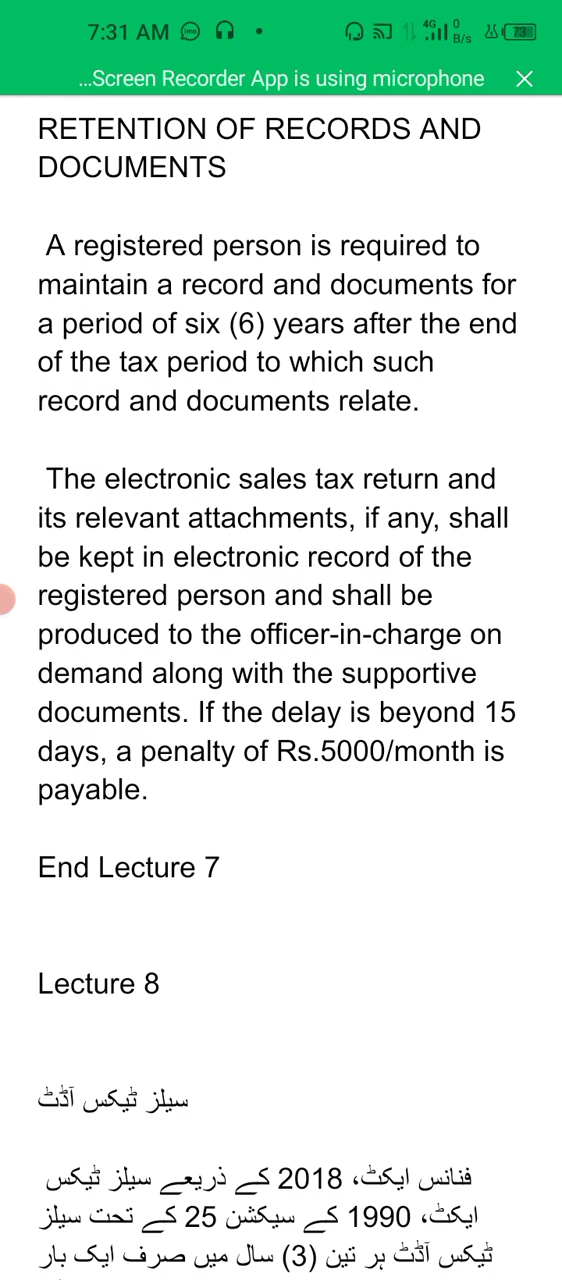 7:31 AM imo 4G 0 B/s 73
...Screen Recorder App is using microphone
RETENTION OF RECORDS AND
DOCUMENTS
A registered person is required to
maintain a record and documents for
a period of six (6) years after the end
of the tax period to which such
record and documents relate.
The electronic sales tax return and
its relevant attachments, if any, shall
be kept in electronic record of the
registered person and shall be
produced to the officer-in-charge on
demand along with the supportive
documents. If the delay is beyond 15
days, a penalty of Rs.5000/month is
payable.
End Lecture 7
Lecture 8
سیلز ٹیکس آڈٹ
فنانس ایکٹ، 2018 کے ذریعے سیلز ٹیکس
ایکٹ، 1990 کے سیکشن 25 کے تحت سیلز
ٹیکس آڈٹ ہر تین (3) سال میں صرف ایک بار